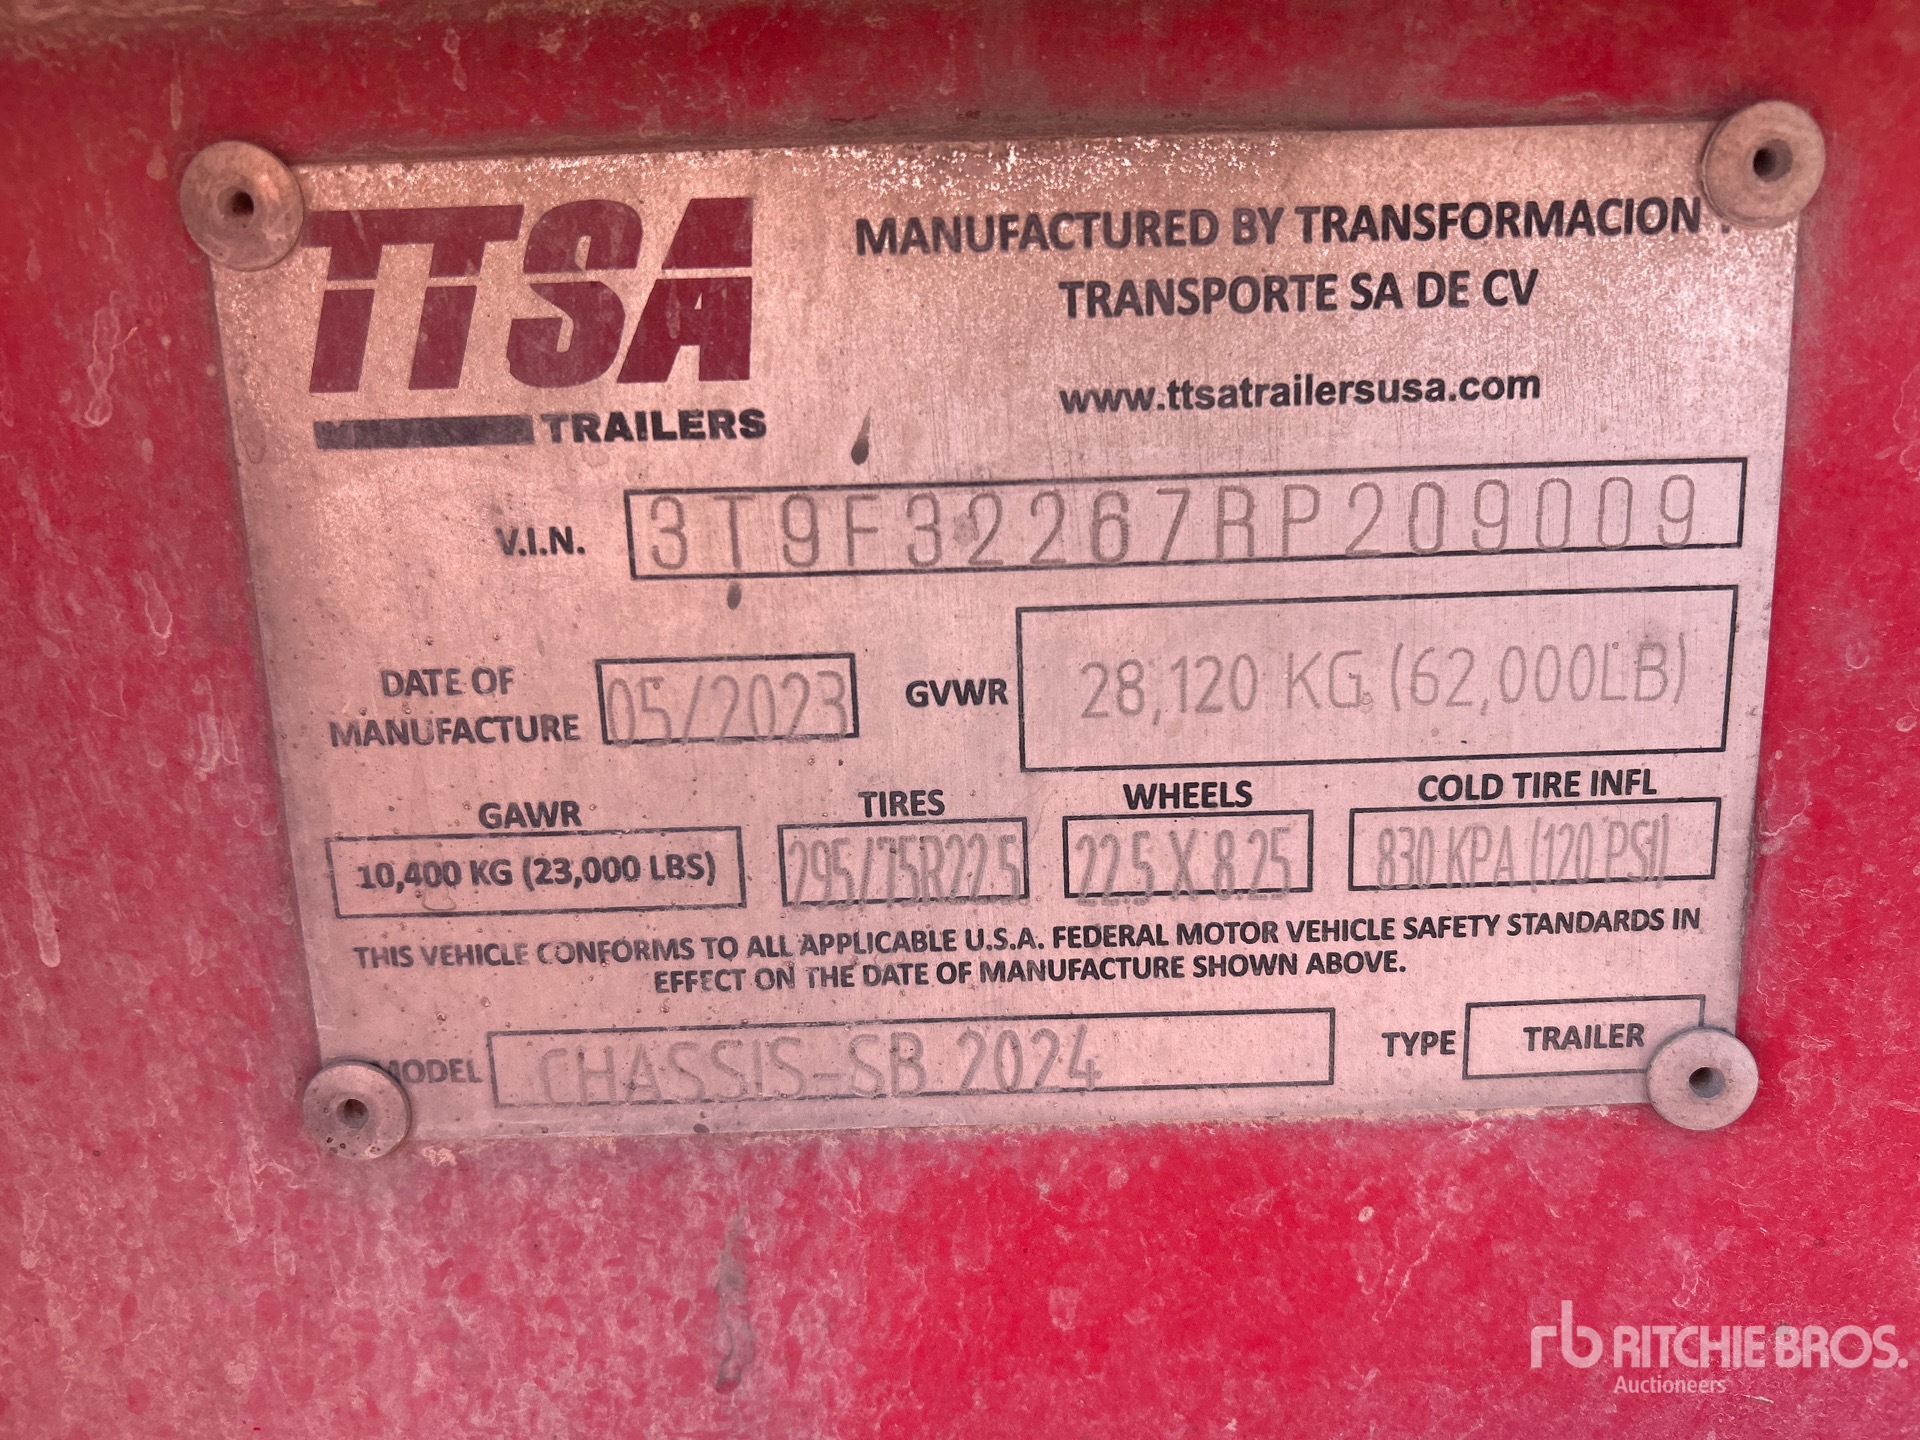 TTSA
TRAILERS
MANUFACTURED BY TRANSFORMACION
TRANSPORTE SA DE CV
www.ttsatrailersusa.com
V.I.N. 3T9F32267RP209009
DATE OF MANUFACTURE 05/2023
GVWR 28,120 KG (62,000LB)
GAWR
10,400 KG (23,000 LBS)
TIRES
295/75R22.5
WHEELS
22.5 X 8.25
COLD TIRE INFL
830 KPA (120 PSI)
THIS VEHICLE CONFORMS TO ALL APPLICABLE U.S.A. FEDERAL MOTOR VEHICLE SAFETY STANDARDS IN
EFFECT ON THE DATE OF MANUFACTURE SHOWN ABOVE.
MODEL CHASSIS-SB 2024
TYPE TRAILER
rb RITCHIE BROS.
Auctioneers